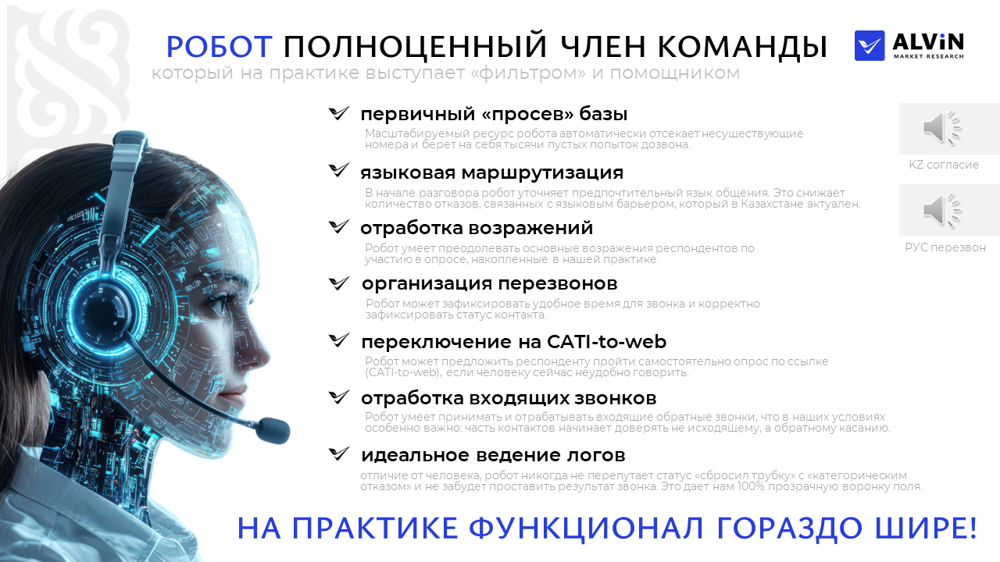 РОБОТ ПОЛНОЦЕННЫЙ ЧЛЕН КОМАНДЫ
который на практике выступает «фильтром» и помощником
ALViN
MARKET RESEARCH
первичный «просев» базы
Масштабируемый ресурс робота автоматически отсекает несуществующие
номера и берет на себя тысячи пустых попыток дозвона.
языковая маршрутизация
В начале разговора робот уточняет предпочтительный язык общения. Это снижает
количество отказов, связанных с языковым барьером, который в Казахстане актуален.
отработка возражений
Робот умеет преодолевать основные возражения респондентов по
участию в опросе, накопленные в нашей практике
организация перезвонов
Робот может зафиксировать удобное время для звонка и корректно
зафиксировать статус контакта.
переключение на CATI-to-web
Робот может предложить респонденту пройти самостоятельно опрос по ссылке
(CATI-to-web), если человеку сейчас неудобно говорить.
отработка входящих звонков
Робот умеет принимать и отрабатывать входящие обратные звонки, что в наших условиях
особенно важно: часть контактов начинает доверять не исходящему, а обратному касанию.
идеальное ведение логов
отличие от человека, робот никогда не перепутает статус «сбросил трубку» с «категорическим
отказом» и не забудет проставить результат звонка. Это дает нам 100% прозрачную воронку поля.
KZ согласие
РУС перезвон
НА ПРАКТИКЕ ФУНКЦИОНАЛ ГОРАЗДО ШИРЕ!